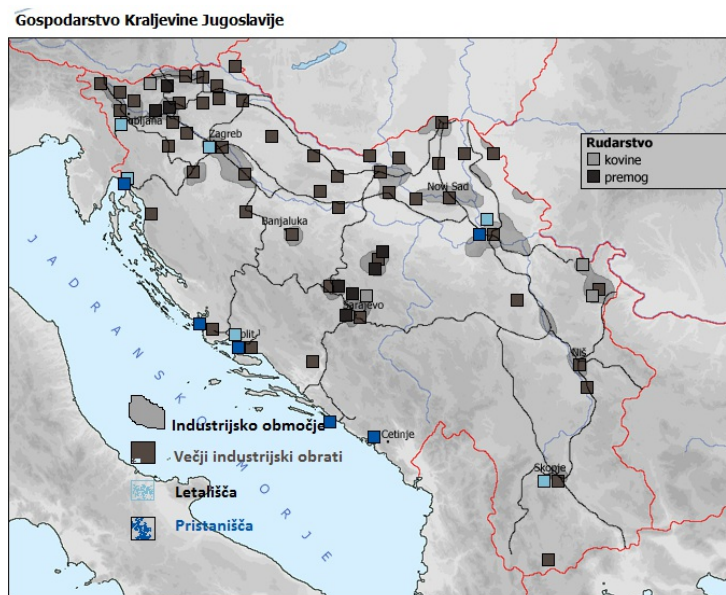 Gospodarstvo Kraljevine Jugoslavije
Ljubljana
Zagreb
Rudarstvo
kovine
premog
Novi Sad
Banjaluka
Sarajevo
Split
Niš
Cetinje
Skopje
JADRANSKO MORJE
Industrijsko območje
Večji industrijski obrati
Letališča
Pristanišča